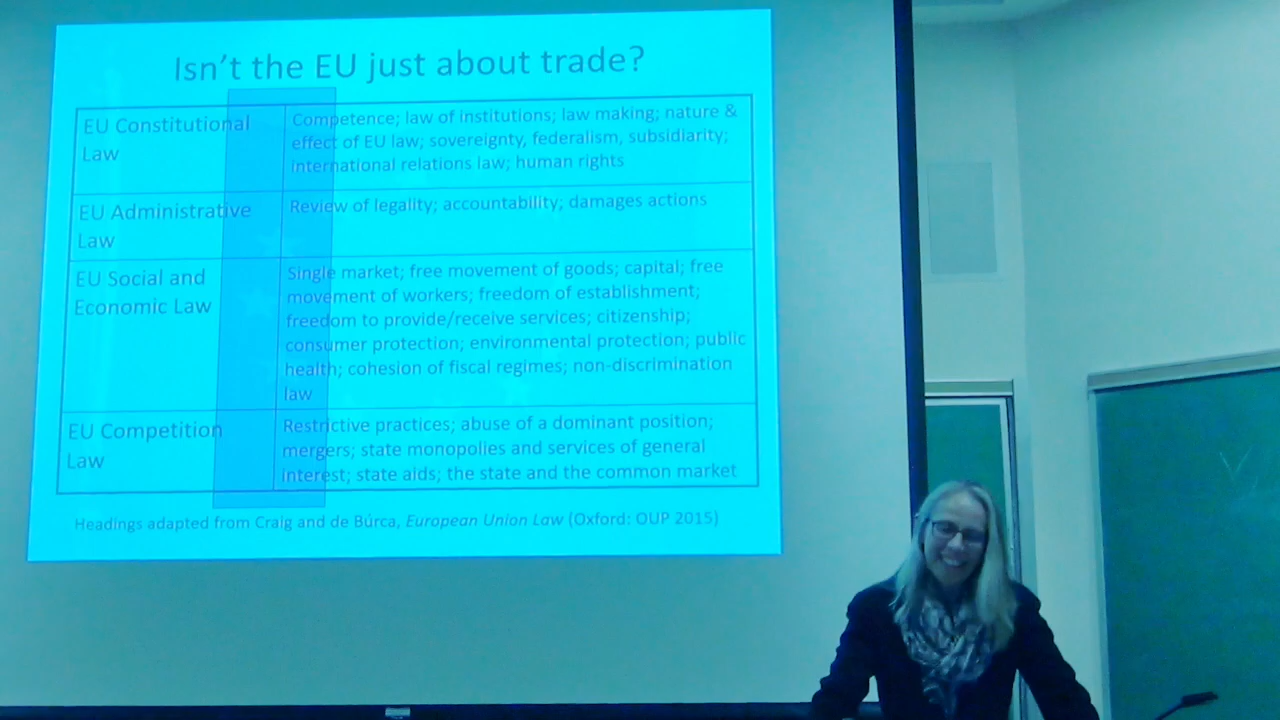 Isn't the EU just about trade?
EU Constitutional
Law
Competence; law of institutions; law making; nature &
effect of EU law; sovereignty, federalism, subsidiarity;
international relations law; human rights
EU Administrative
Law
Review of legality; accountability; damages actions
EU Social and
Economic Law
Single market; free movement of goods; capital; free
movement of workers; freedom of establishment;
freedom to provide/receive services; citizenship;
consumer protection; environmental protection; public
health; cohesion of fiscal regimes; non-discrimination
law
EU Competition
Law
Restrictive practices; abuse of a dominant position;
mergers; state monopolies and services of general
interest; state aids; the state and the common market
Headings adapted from Craig and de Búrca, European Union Law (Oxford: OUP 2015)